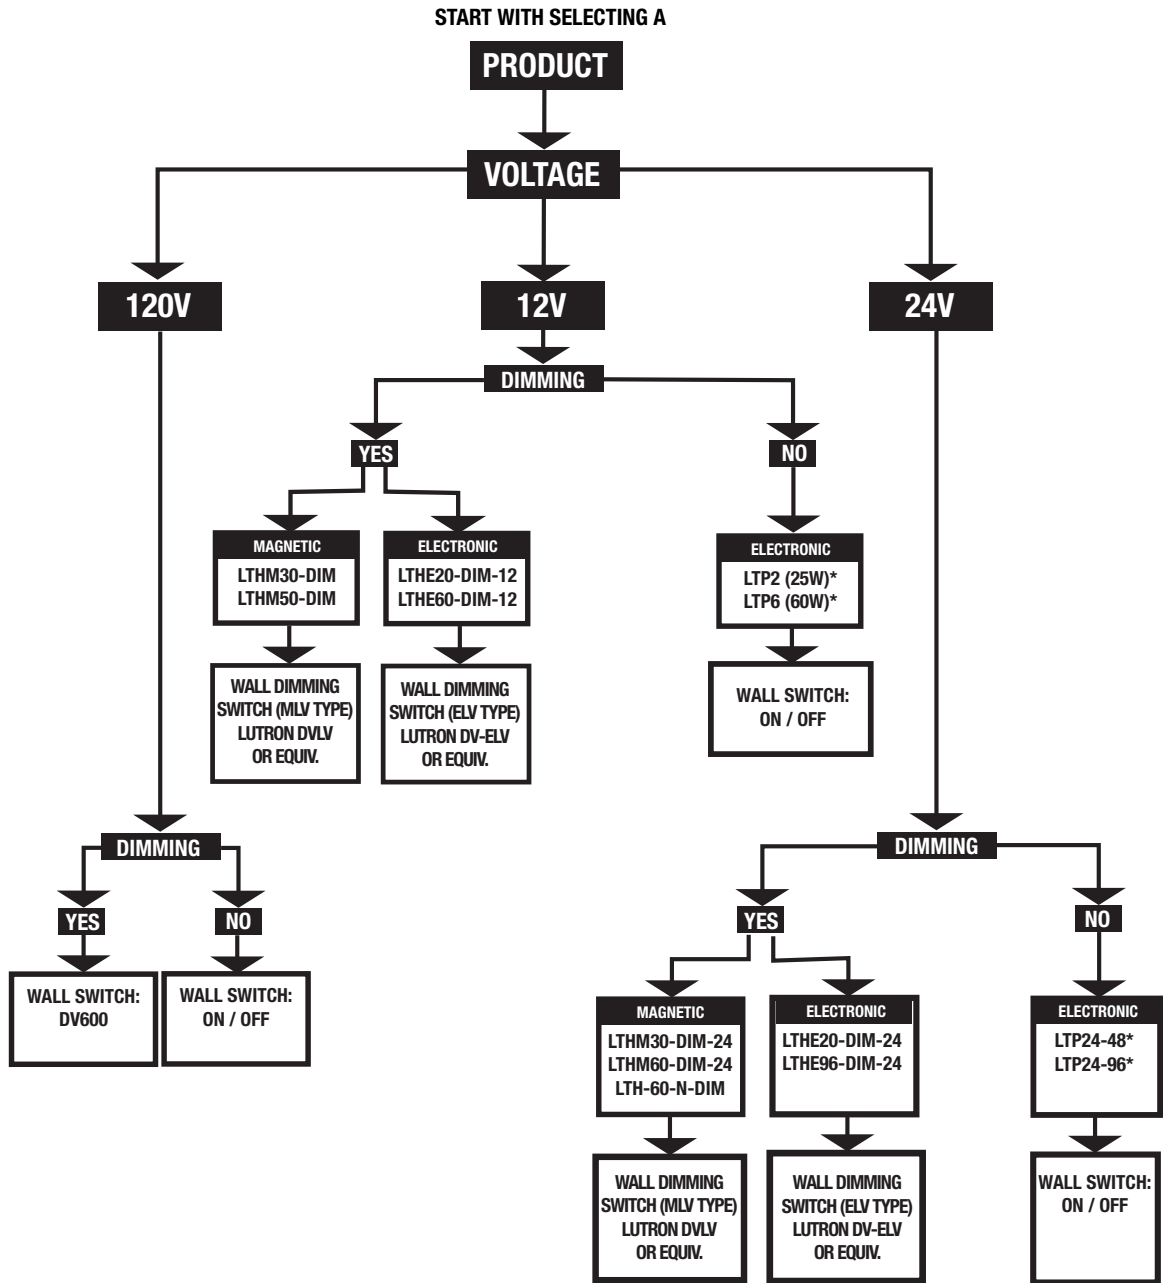 START WITH SELECTING A
PRODUCT
VOLTAGE
120V
12V
24V
DIMMING
YES
NO
MAGNETIC
LTHM30-DIM
LTHM50-DIM
ELECTRONIC
LTHE20-DIM-12
LTHE60-DIM-12
ELECTRONIC
LTP2 (25W)*
LTP6 (60W)*
WALL DIMMING
SWITCH (MLV TYPE)
LUTRON DVLV
OR EQUIV.
WALL DIMMING
SWITCH (ELV TYPE)
LUTRON DV-ELV
OR EQUIV.
WALL SWITCH:
ON / OFF
DIMMING
YES
NO
WALL SWITCH:
DV600
WALL SWITCH:
ON / OFF
DIMMING
YES
NO
MAGNETIC
LTHM30-DIM-24
LTHM60-DIM-24
LTH-60-N-DIM
ELECTRONIC
LTHE20-DIM-24
LTHE96-DIM-24
ELECTRONIC
LTP24-48*
LTP24-96*
WALL DIMMING
SWITCH (MLV TYPE)
LUTRON DVLV
OR EQUIV.
WALL DIMMING
SWITCH (ELV TYPE)
LUTRON DV-ELV
OR EQUIV.
WALL SWITCH:
ON / OFF